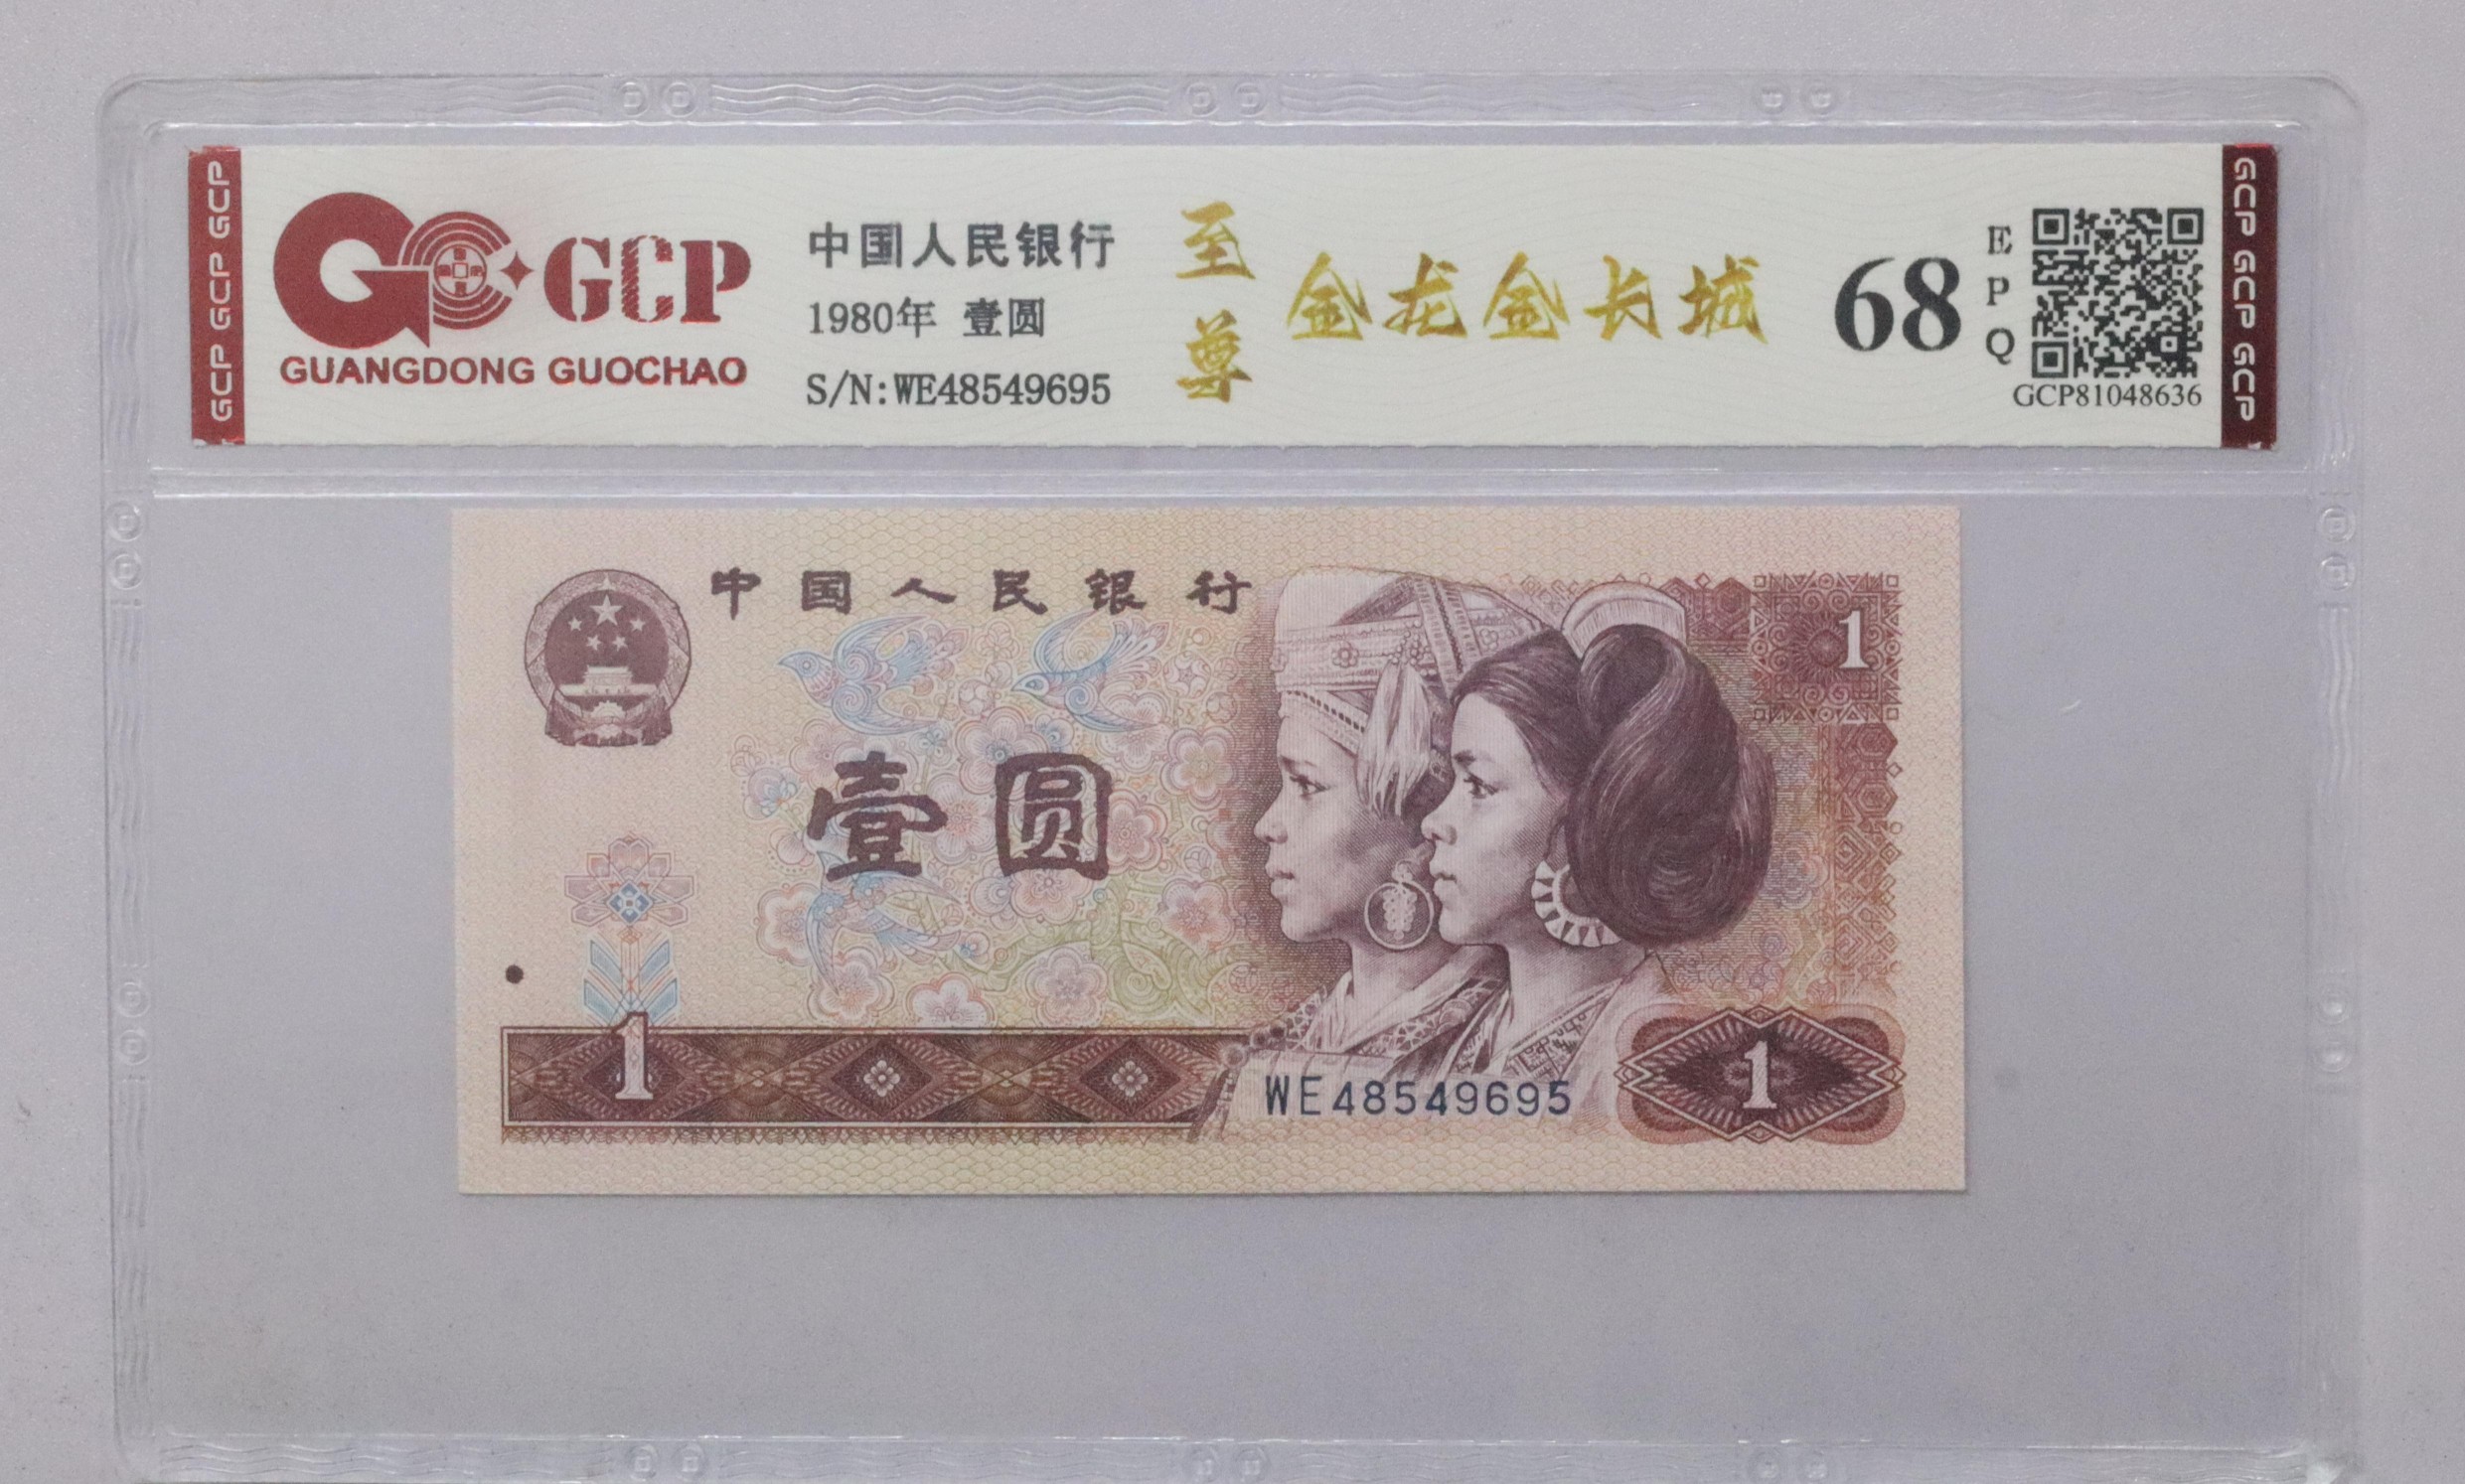 GCP GCP GCP
GCP
GUANGDONG GUOCHAO
中国人民银行
1980年 壹圆
S/N:WE48549695
至尊
金龙金长城
68
EPQ
GCP81048636
GCP GCP GCP
中国人民银行
1
壹圆
1
WE48549695
1